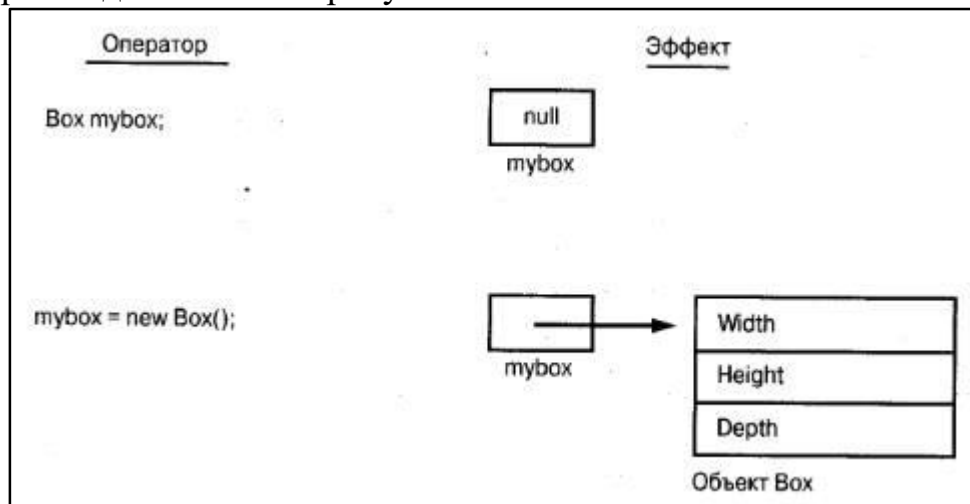 Оператор
Эффект
Box mybox;
null
mybox
mybox = new Box();
mybox
Width
Height
Depth
Объект Box